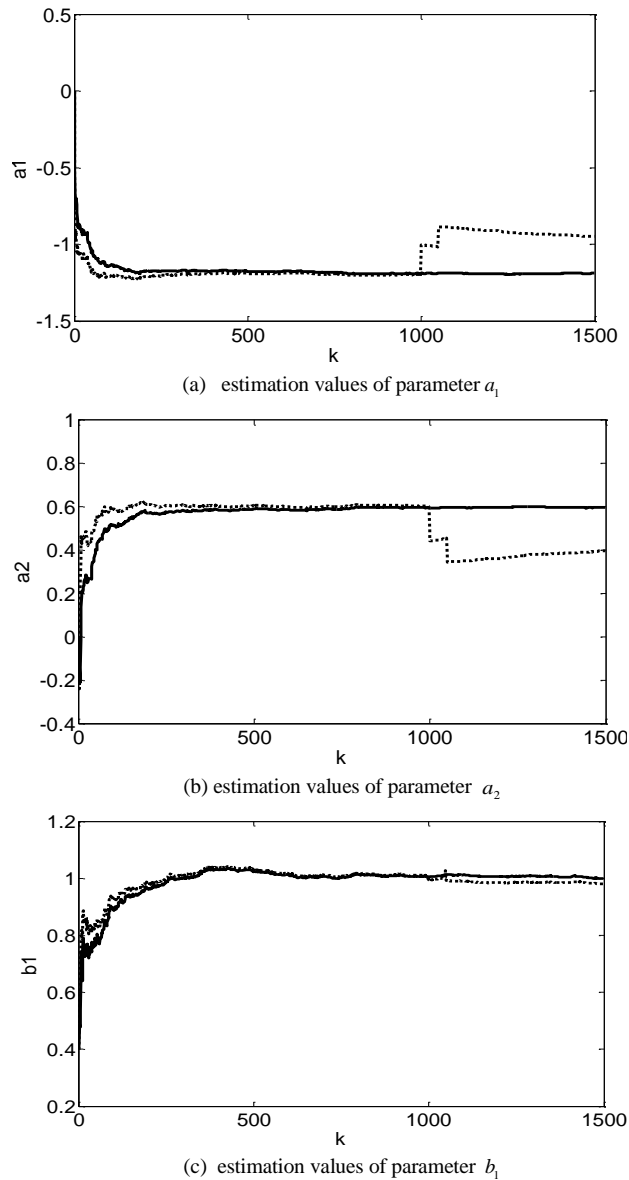 0.5
0
-0.5
-1
-1.5
a1
0 500 1000 1500
k
(a) estimation values of parameter a₁
1
0.8
0.6
0.4
0.2
0
-0.2
-0.4
a2
0 500 1000 1500
k
(b) estimation values of parameter a₂
1.2
1
0.8
0.6
0.4
0.2
b1
0 500 1000 1500
k
(c) estimation values of parameter b₁